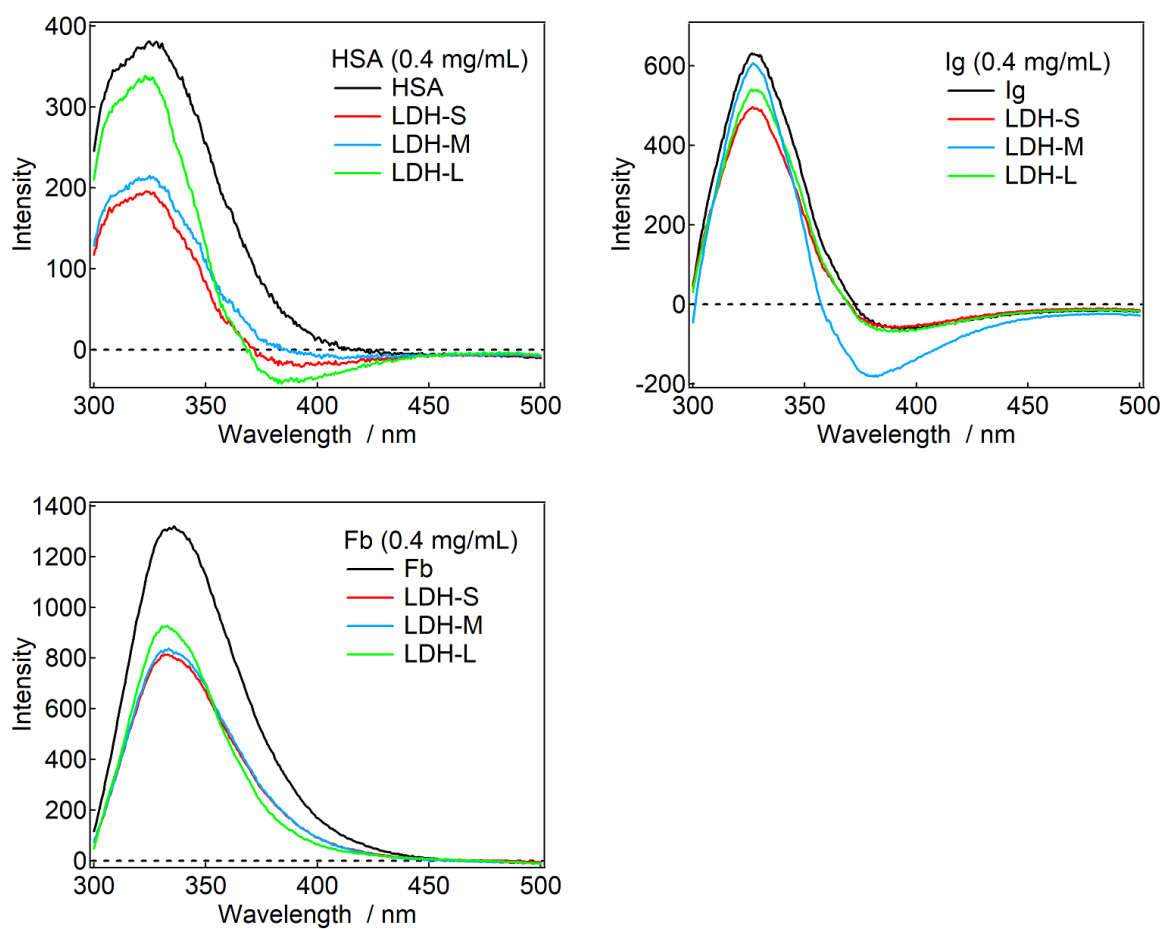 400
300
200
100
0
Intensity
HSA (0.4 mg/mL)
HSA
LDH-S
LDH-M
LDH-L
300 350 400 450 500
Wavelength / nm
600
400
200
0
-200
Intensity
Ig (0.4 mg/mL)
Ig
LDH-S
LDH-M
LDH-L
300 350 400 450 500
Wavelength / nm
1400
1200
1000
800
600
400
200
0
Intensity
Fb (0.4 mg/mL)
Fb
LDH-S
LDH-M
LDH-L
300 350 400 450 500
Wavelength / nm